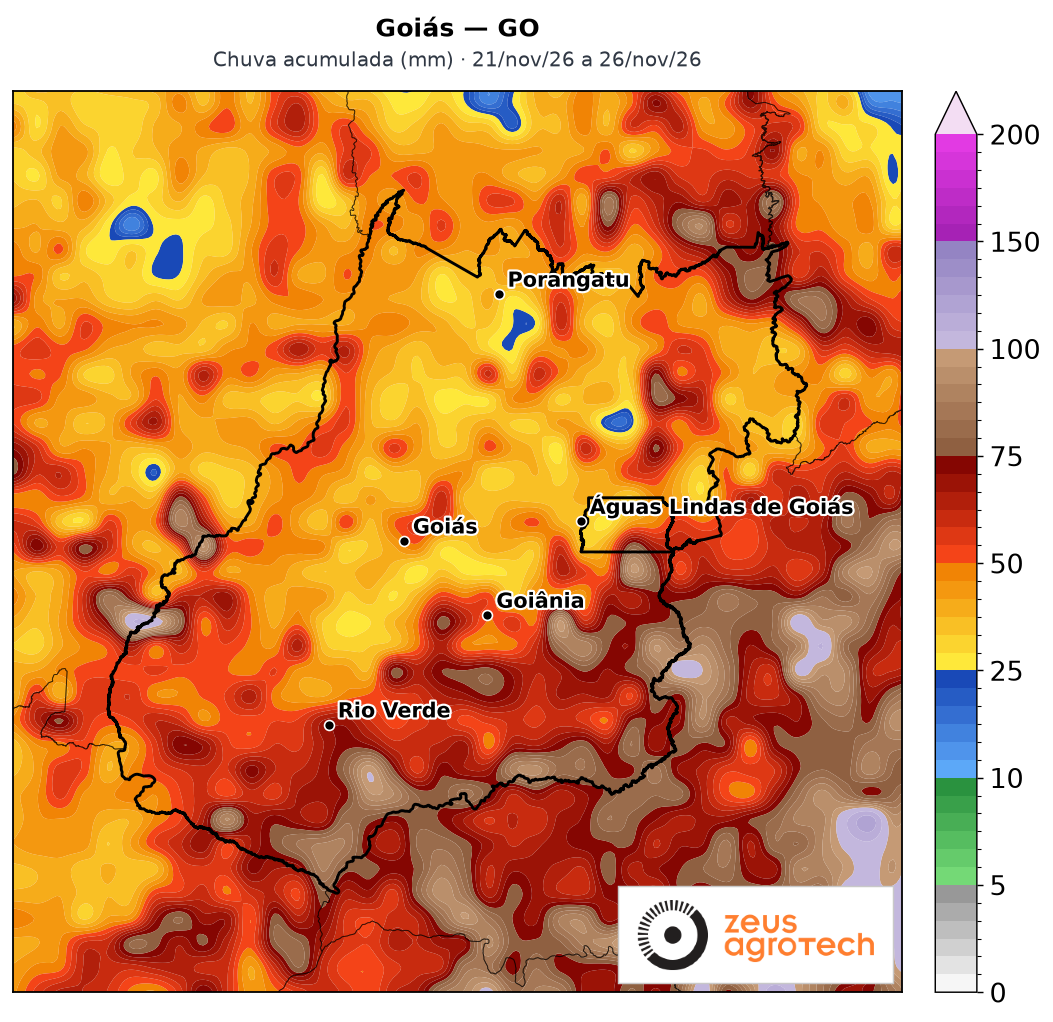 Goiás — GO
Chuva acumulada (mm) · 21/nov/26 a 26/nov/26
200
150
100
75
50
25
10
5
0
Porangatu
Águas Lindas de Goiás
Goiás
Goiânia
Rio Verde
zeus
agrotech